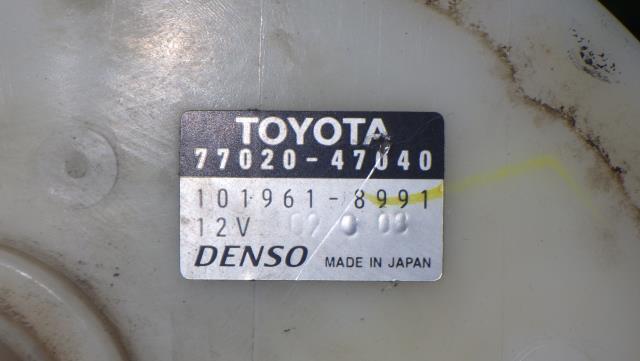 TOYOTA
77020-47040
101961-8991
12V
DENSO MADE IN JAPAN